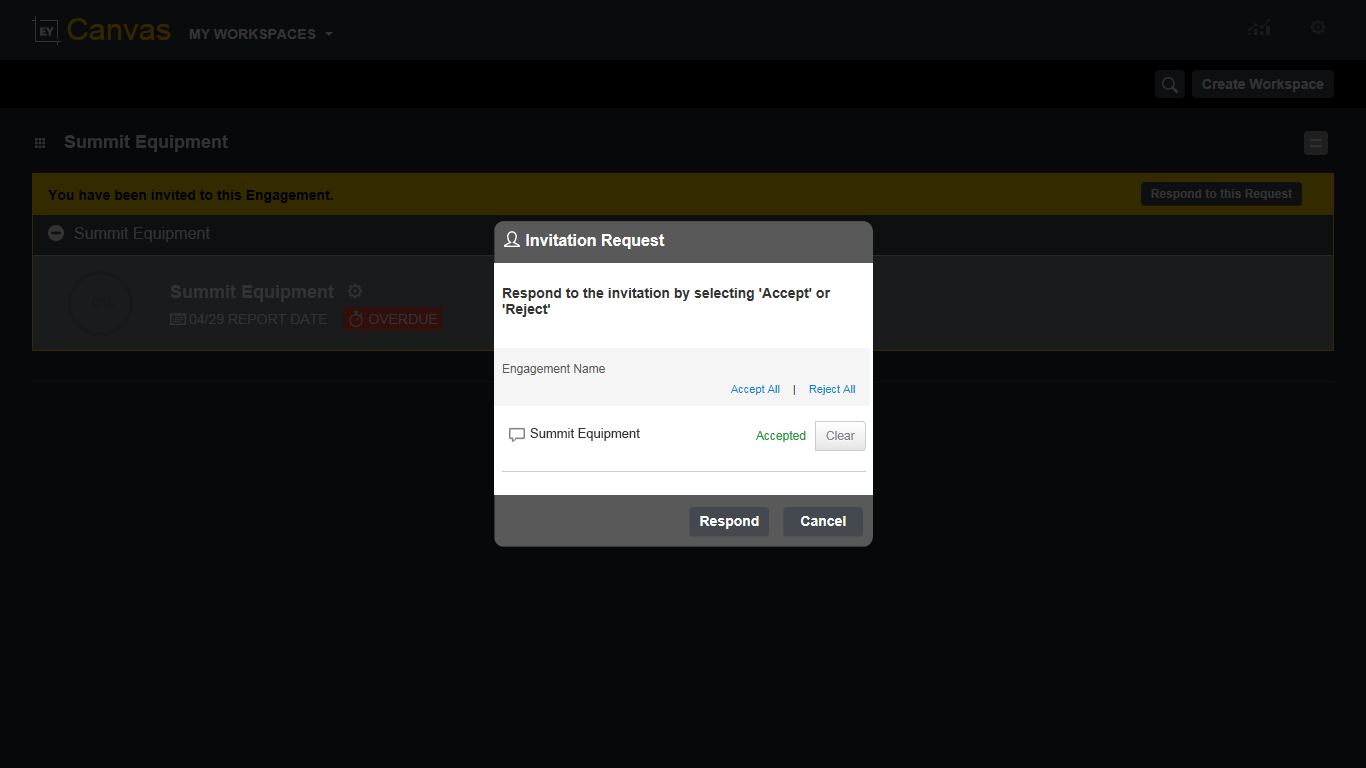 EY Canvas MY WORKSPACES
Create Workspace
Summit Equipment
You have been invited to this Engagement.
Respond to this Request
Summit Equipment
Summit Equipment
04/29 REPORT DATE OVERDUE
Invitation Request
Respond to the invitation by selecting 'Accept' or
'Reject'
Engagement Name
Accept All | Reject All
Summit Equipment Accepted Clear
Respond Cancel